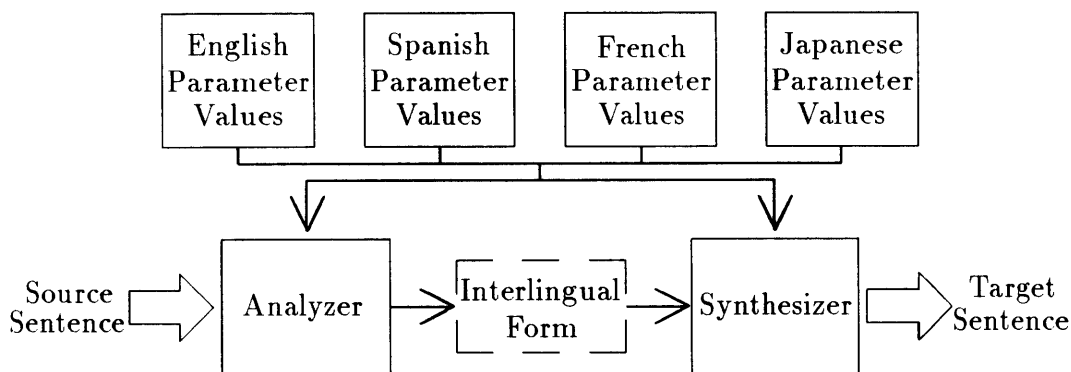 English
Parameter
Values
Spanish
Parameter
Values
French
Parameter
Values
Japanese
Parameter
Values
Source
Sentence
Analyzer
Interlingual
Form
Synthesizer
Target
Sentence